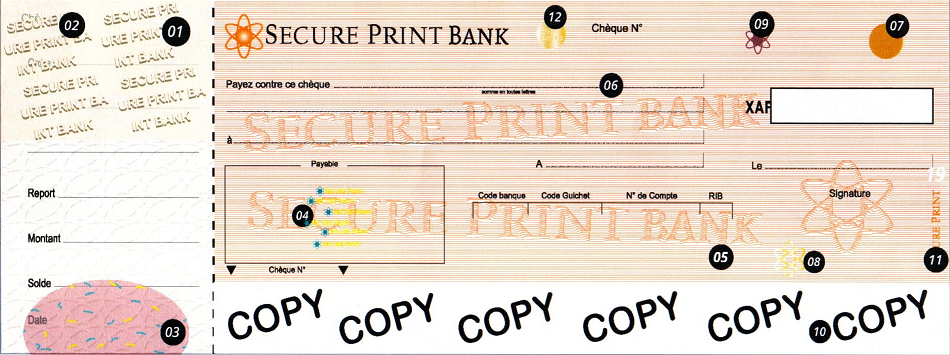 02
01
SECURE PRI
URE PRINT BA
INT BANK
SECURE PRI
URE PRINT BA
INT BANK
SECURE PRI
URE PRINT BA
INT BANK
SECURE PRI
URE PRINT BA
INT BANK
Report
Montant
Solde
Date
03
SECURE PRINT BANK
12
Chèque N°
09
07
Payez contre ce chèque
06
somme en toutes lettres
XAF
SECURE PRINT BANK
à
A
Le
19
Payable
04
SECURE PRINT BANK
Code banque Code Guichet N° de Compte RIB
Signature
RE PRINT
05
08
11
Chèque N°
COPY COPY COPY COPY COPY 10 COPY